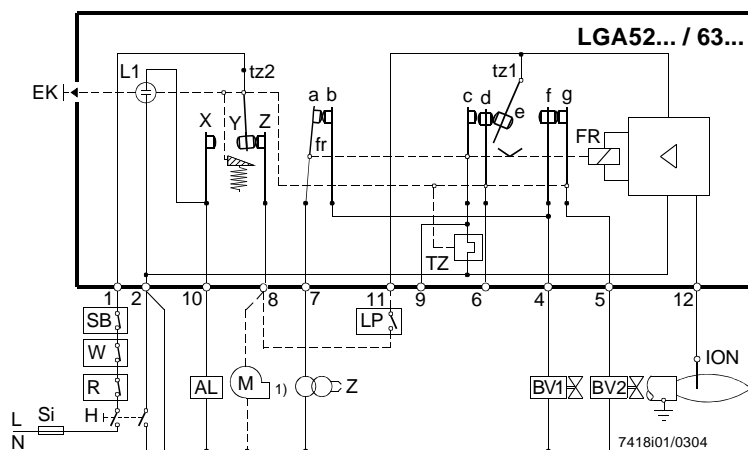 LGA52... / 63...
L1 tz2 tz1
EK
X Y Z a b c d e f g
fr FR
TZ
1 2 10 8 7 11 9 6 4 5 12
SB LP
W ION
R AL M 1) Z BV1 BV2
L Si H
N
7418i01/0304